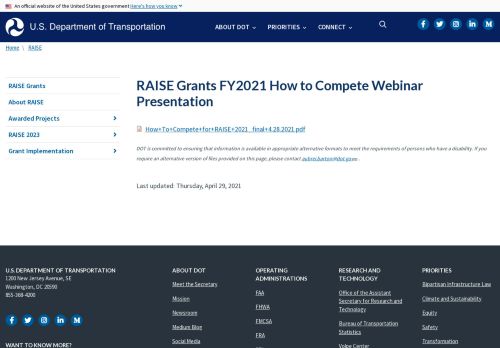 An official website of the United States government Here's how you know
U.S. Department of Transportation
ABOUT DOT
PRIORITIES
CONNECT
Home \ RAISE
RAISE Grants
About RAISE
Awarded Projects
RAISE 2023
Grant Implementation
RAISE Grants FY2021 How to Compete Webinar
Presentation
How+To+Compete+for+RAISE+2021_final+4.28.2021.pdf
DOT is committed to ensuring that information is available in appropriate alternative formats to meet the requirements of persons who have a disability. If you
require an alternative version of files provided on this page, please contact
Last updated: Thursday, April 29, 2021
U.S. DEPARTMENT OF TRANSPORTATION
1200 New Jersey Avenue, SE
Washington, DC 20590
855-368-4200
WANT TO KNOW MORE?
ABOUT DOT
Meet the Secretary
Mission
Newsroom
Medium Blog
Social Media
OPERATING
ADMINISTRATIONS
FAA
FHWA
FMCSA
FRA
RESEARCH AND
TECHNOLOGY
Office of the Assistant
Secretary for Research and
Technology
Bureau of Transportation
Statistics
Volpe Center
PRIORITIES
Bipartisan Infrastructure Law
Climate and Sustainability
Equity
Safety
Transformation